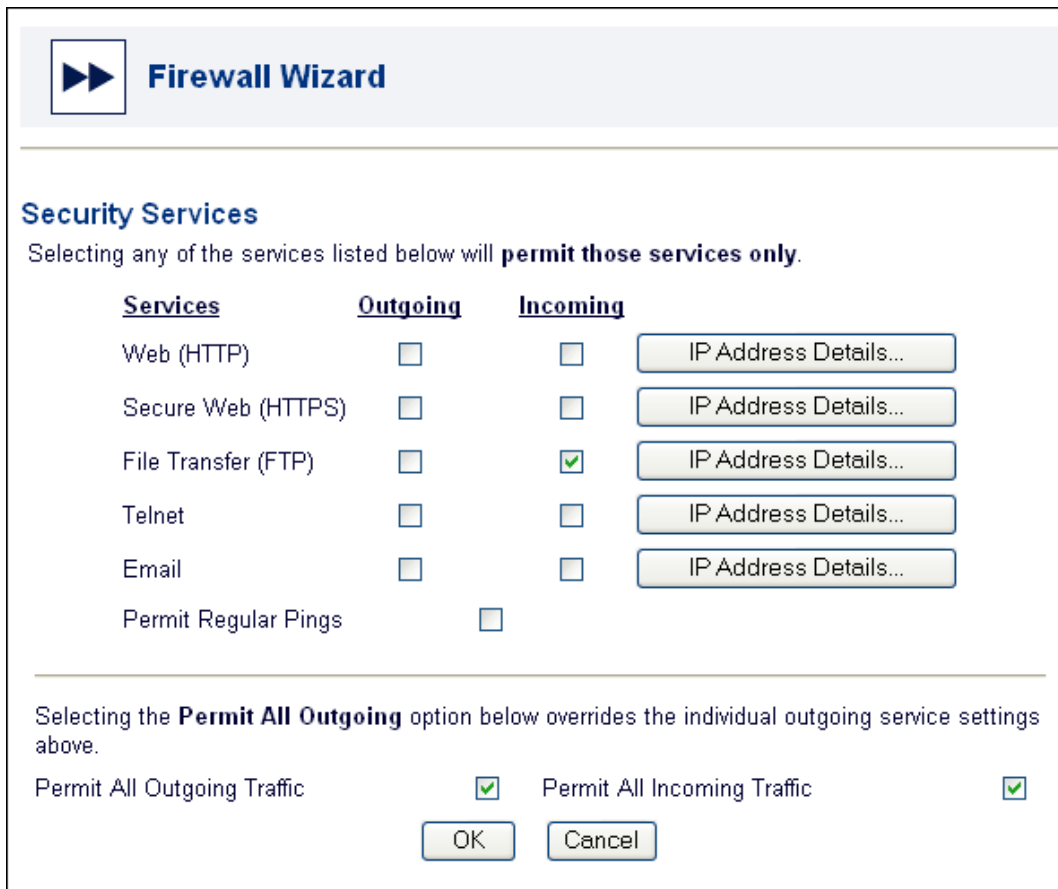 Firewall Wizard
Security Services
Selecting any of the services listed below will permit those services only.
Services Outgoing Incoming
Web (HTTP) IP Address Details...
Secure Web (HTTPS) IP Address Details...
File Transfer (FTP) IP Address Details...
Telnet IP Address Details...
Email IP Address Details...
Permit Regular Pings
Selecting the Permit All Outgoing option below overrides the individual outgoing service settings
above.
Permit All Outgoing Traffic Permit All Incoming Traffic
OK Cancel